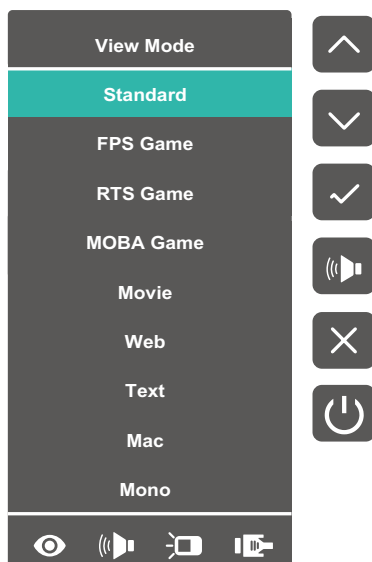 View Mode
Standard
FPS Game
RTS Game
MOBA Game
Movie
Web
Text
Mac
Mono